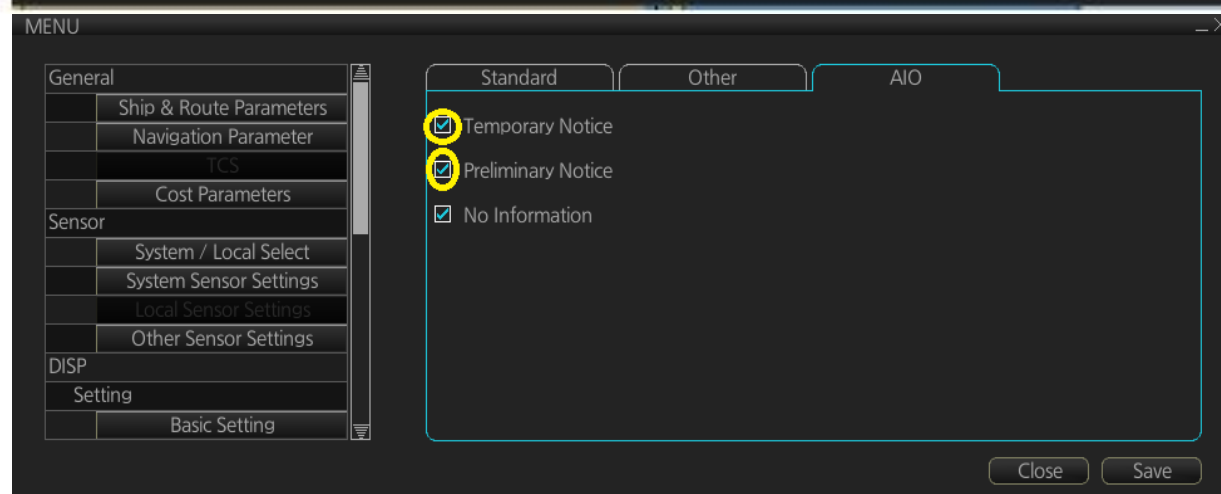 MENU
General
Ship & Route Parameters
Navigation Parameter
TCS
Cost Parameters
Sensor
System / Local Select
System Sensor Settings
Local Sensor Settings
Other Sensor Settings
DISP
Setting
Basic Setting
Standard Other AIO
Temporary Notice
Preliminary Notice
No Information
Close Save